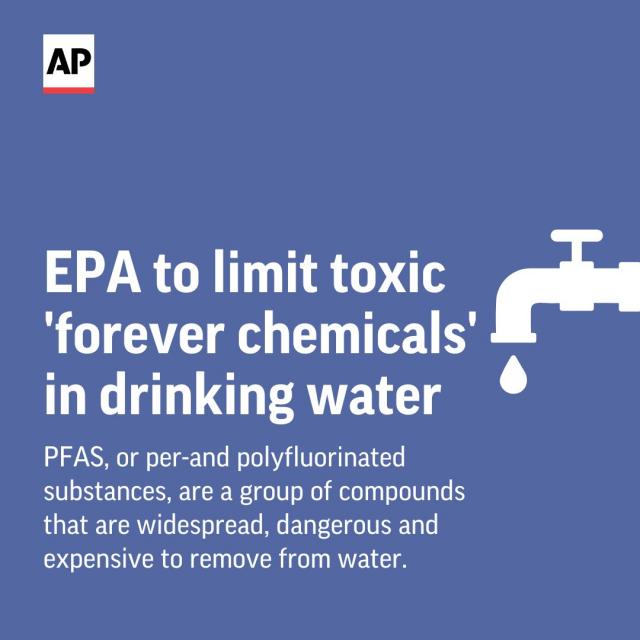 AP
EPA to limit toxic
'forever chemicals'
in drinking water
PFAS, or per-and polyfluorinated
substances, are a group of compounds
that are widespread, dangerous and
expensive to remove from water.